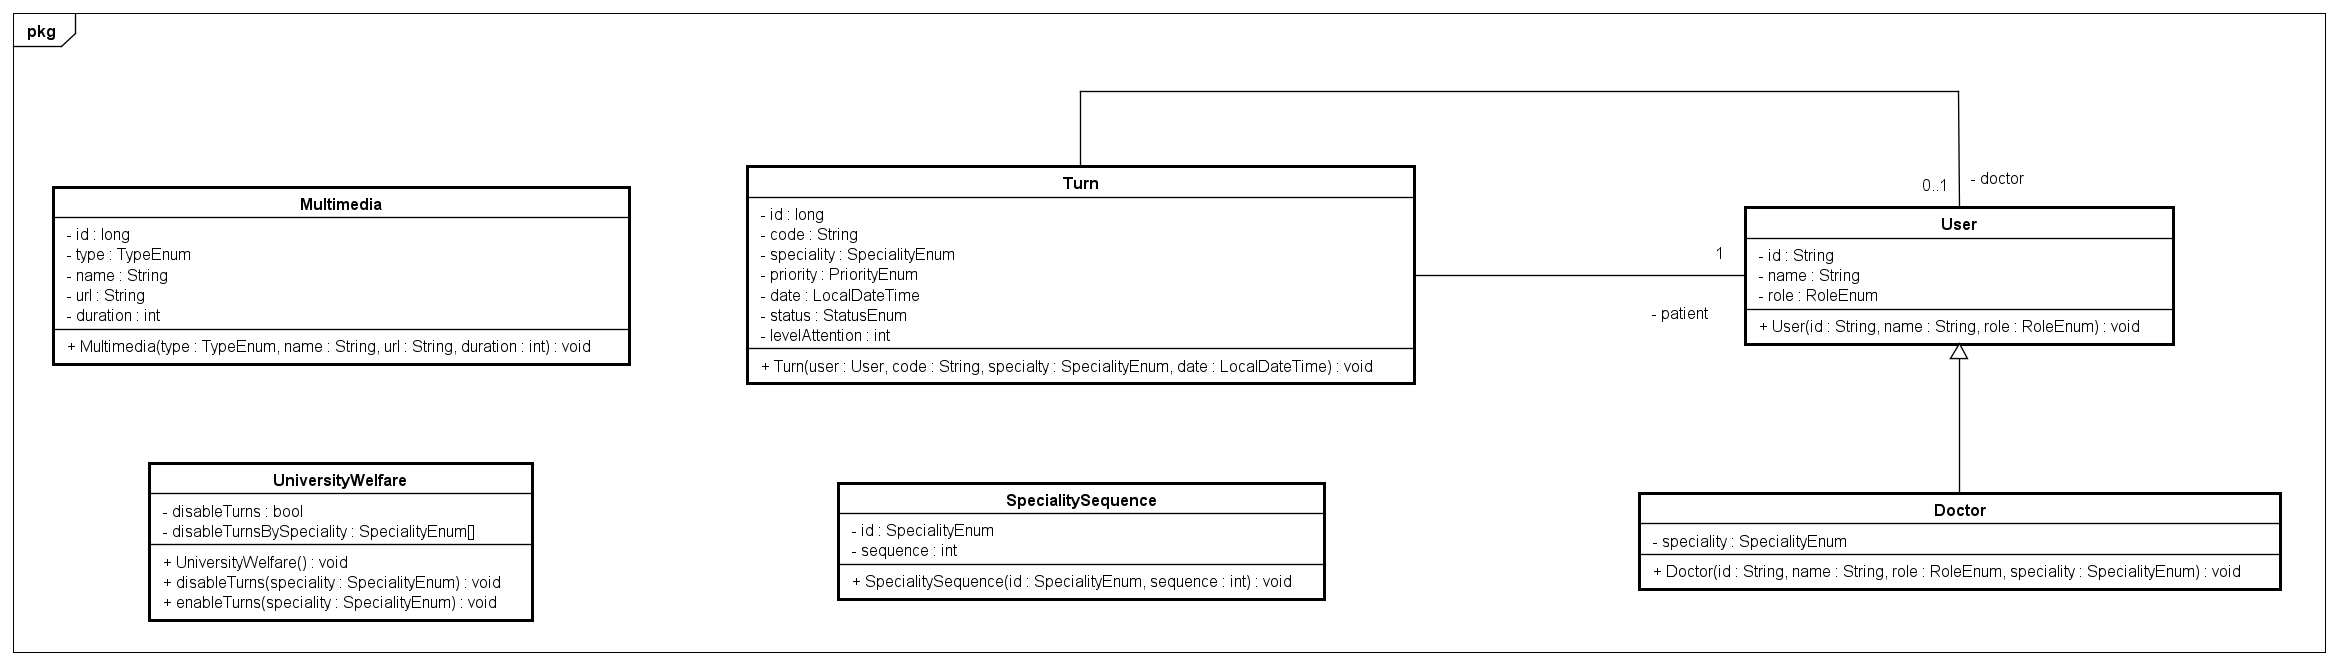 pkg
Multimedia
- id : long
- type : TypeEnum
- name : String
- url : String
- duration : int
+ Multimedia(type : TypeEnum, name : String, url : String, duration : int) : void
Turn
- id : long
- code : String
- speciality : SpecialityEnum
- priority : PriorityEnum
- date : LocalDateTime
- status : StatusEnum
- levelAttention : int
+ Turn(user : User, code : String, specialty : SpecialityEnum, date : LocalDateTime) : void
0..1
- doctor
1
- patient
User
- id : String
- name : String
- role : RoleEnum
+ User(id : String, name : String, role : RoleEnum) : void
UniversityWelfare
- disableTurns : bool
- disableTurnsBySpeciality : SpecialityEnum[]
+ UniversityWelfare() : void
+ disableTurns(speciality : SpecialityEnum) : void
+ enableTurns(speciality : SpecialityEnum) : void
SpecialitySequence
- id : SpecialityEnum
- sequence : int
+ SpecialitySequence(id : SpecialityEnum, sequence : int) : void
Doctor
- speciality : SpecialityEnum
+ Doctor(id : String, name : String, role : RoleEnum, speciality : SpecialityEnum) : void